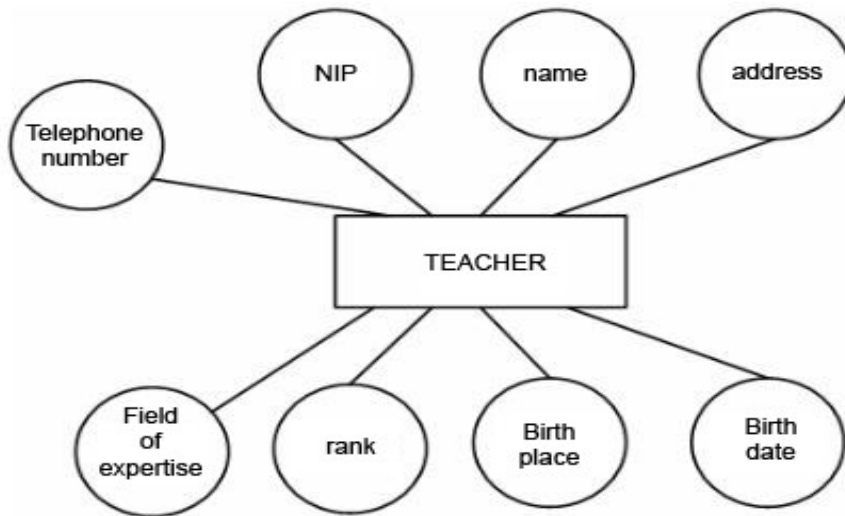 NIP
name
address
Telephone
number
TEACHER
Field
of
expertise
rank
Birth
place
Birth
date